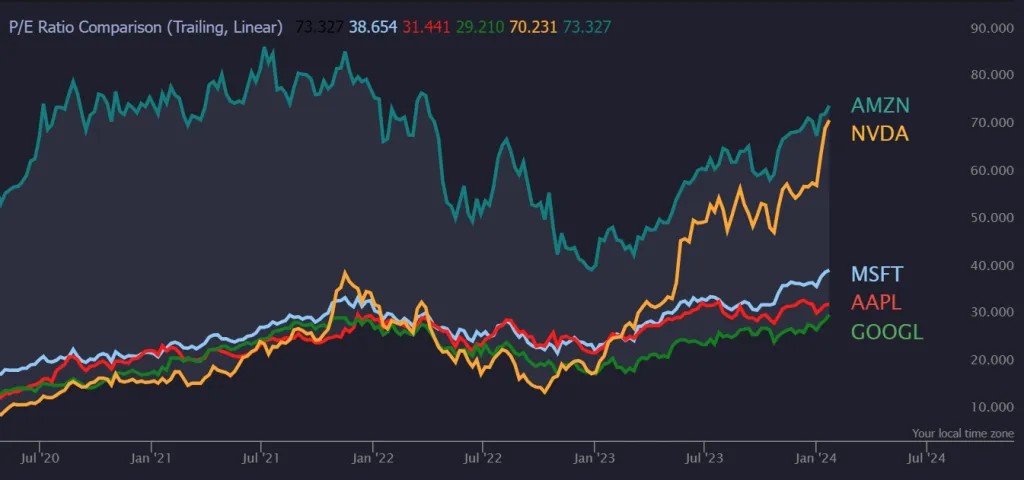 P/E Ratio Comparison (Trailing, Linear) 73.327 38.654 31.441 29.210 70.231 73.327
90.000
80.000
AMZN
70.000
NVDA
60.000
50.000
40.000
MSFT
AAPL
30.000
GOOGL
20.000
10.000
Your local time zone
Jul '20 Jan '21 Jul '21 Jan '22 Jul '22 Jan '23 Jul '23 Jan '24 Jul '24